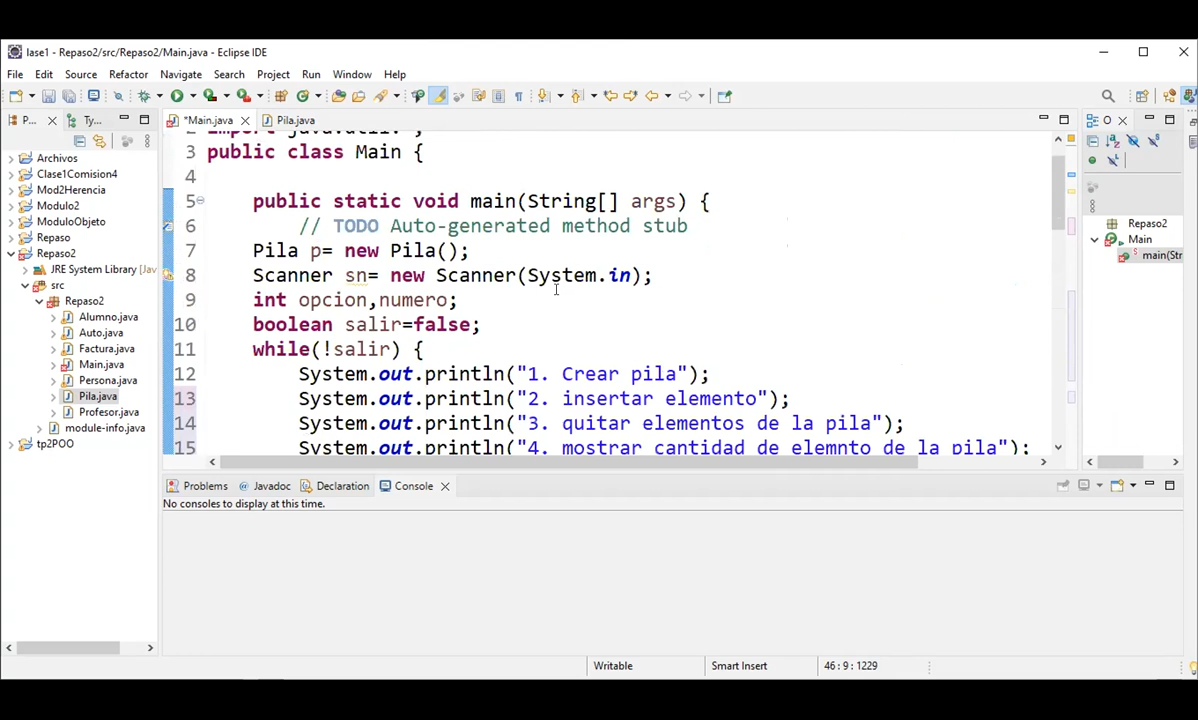 lase1 - Repaso2/src/Repaso2/Main.java - Eclipse IDE
File Edit Source Refactor Navigate Search Project Run Window Help
P... Ty...
*Main.java Pila.java
O
Archivos
Clase1Comision4
Mod2Herencia
Modulo2
ModuloObjeto
Repaso
Repaso2
JRE System Library [Jav
src
Repaso2
Alumno.java
Auto.java
Factura.java
Main.java
Persona.java
Pila.java
Profesor.java
module-info.java
tp2POO
3 public class Main {
4
5 public static void main(String[] args) {
6 // TODO Auto-generated method stub
7 Pila p= new Pila();
8 Scanner sn= new Scanner(System.in);
9 int opcion,numero;
10 boolean salir=false;
11 while(!salir) {
12 System.out.println("1. Crear pila");
13 System.out.println("2. insertar elemento");
14 System.out.println("3. quitar elementos de la pila");
15 System.out.println("4. mostrar cantidad de elemnto de la pila");
Repaso2
Main
main(Str
Problems Javadoc Declaration Console
No consoles to display at this time.
Writable Smart Insert 46 : 9 : 1229